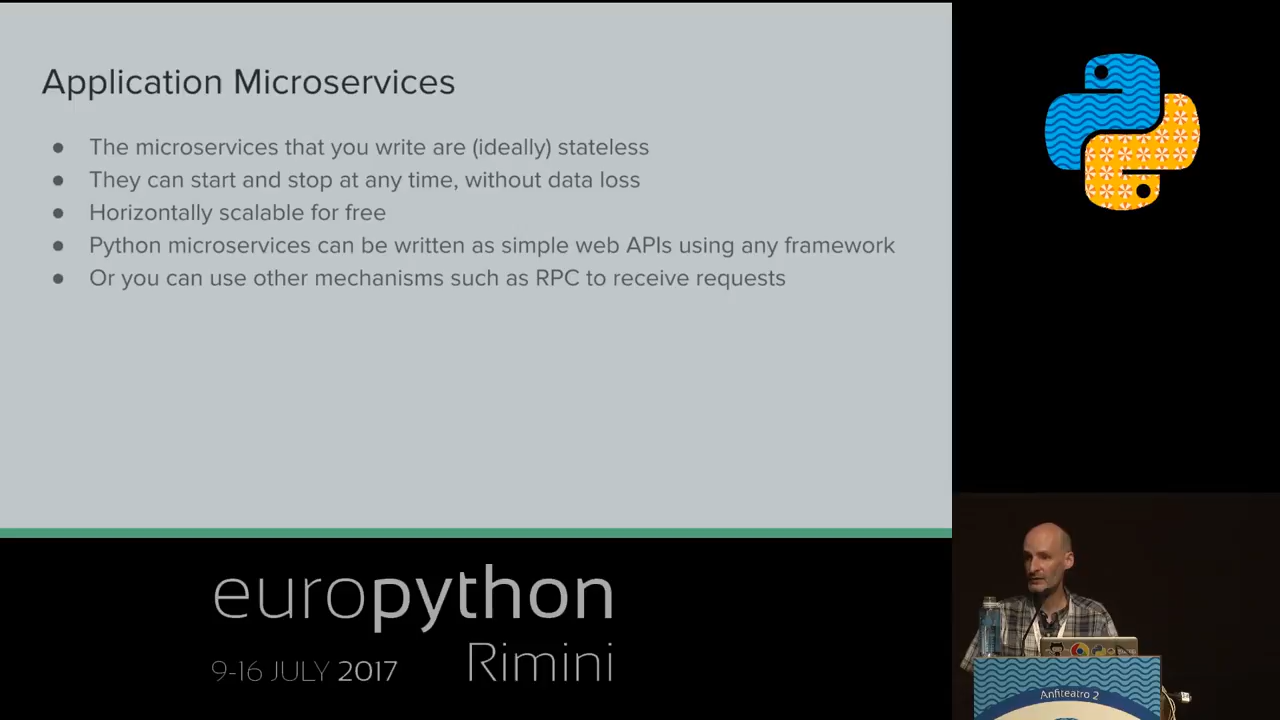 Application Microservices
● The microservices that you write are (ideally) stateless
● They can start and stop at any time, without data loss
● Horizontally scalable for free
● Python microservices can be written as simple web APIs using any framework
● Or you can use other mechanisms such as RPC to receive requests
europython
9-16 JULY 2017 Rimini
Anfiteatro 2